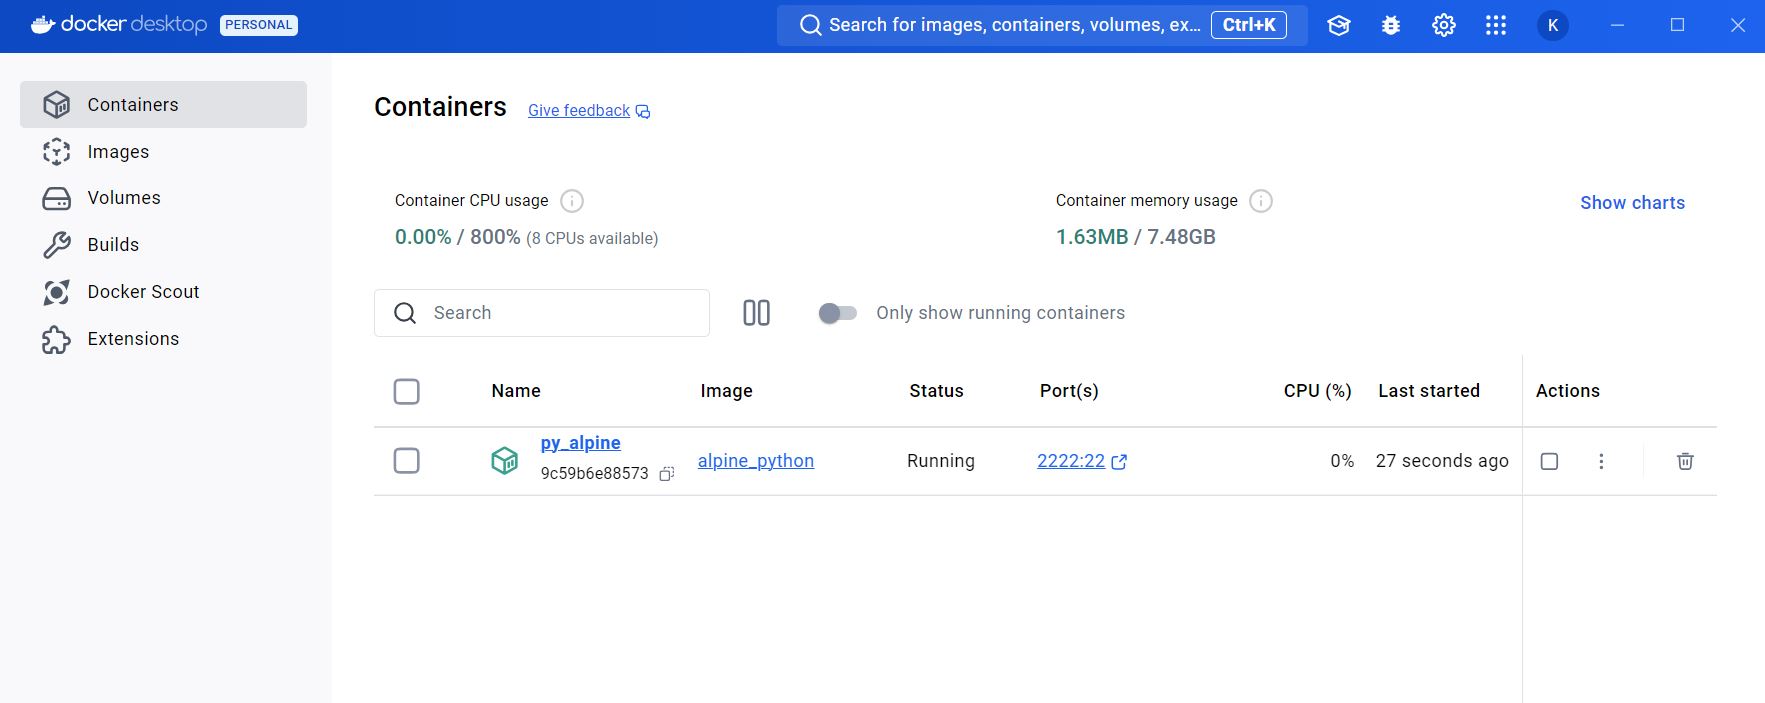 docker desktop PERSONAL
Search for images, containers, volumes, ex... Ctrl+K
K
Containers
Images
Volumes
Builds
Docker Scout
Extensions
Containers Give feedback
Container CPU usage
0.00% / 800% (8 CPUs available)
Container memory usage
1.63MB / 7.48GB
Show charts
Search
Only show running containers
Name Image Status Port(s) CPU (%) Last started Actions
py_alpine
9c59b6e88573
alpine_python Running 2222:22 0% 27 seconds ago